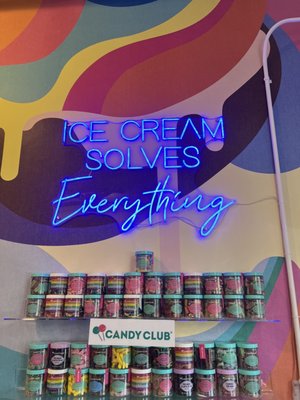 ICE CREAM
SOLVES
Everything
CANDY CLUB